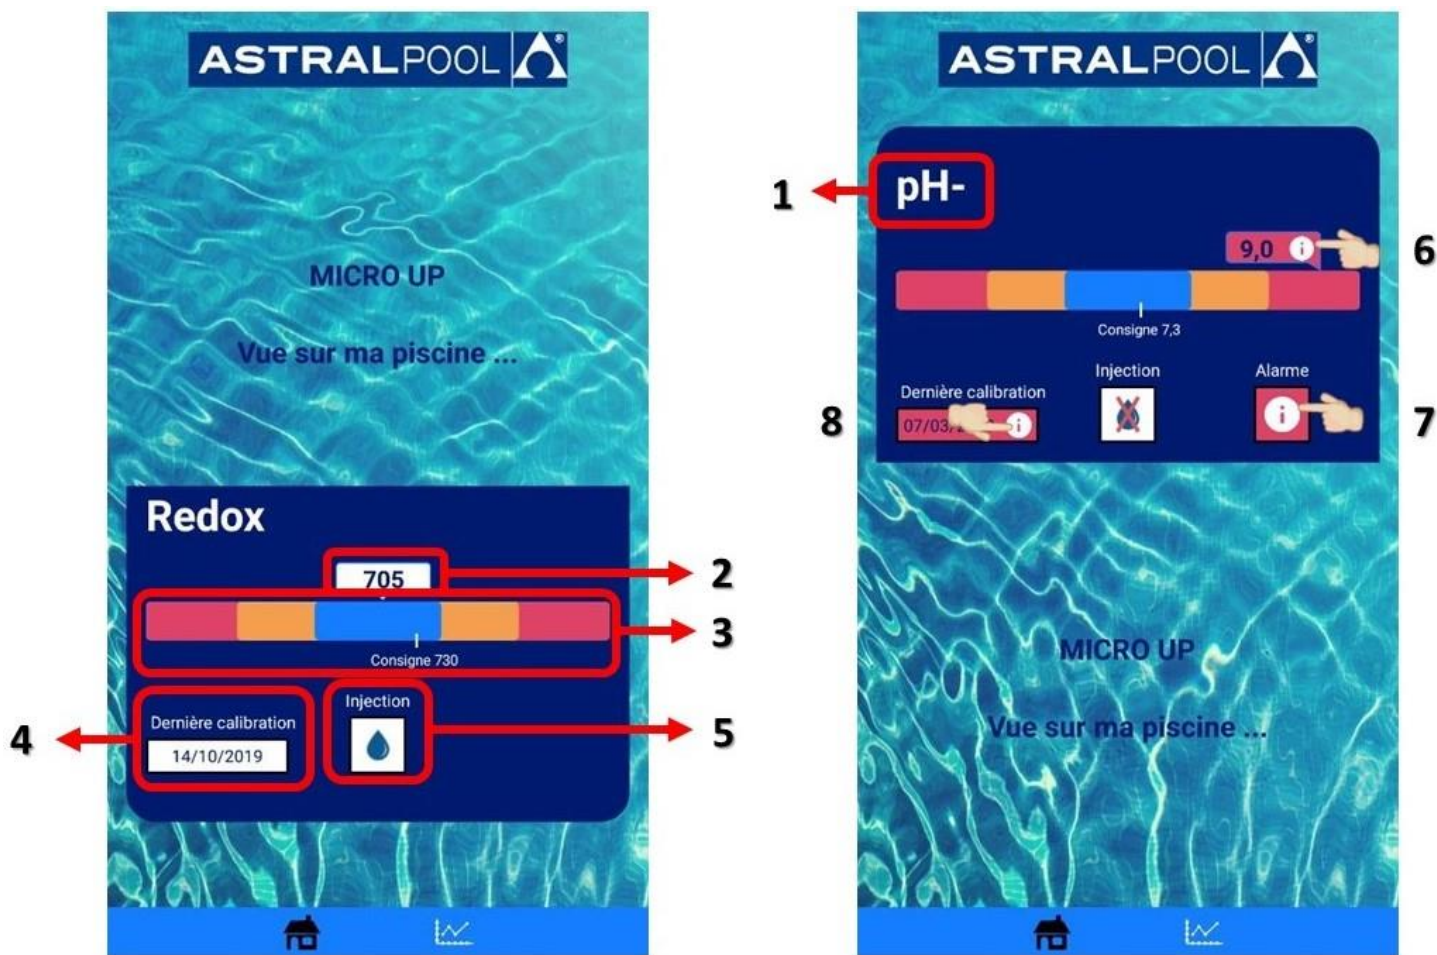 ASTRALPOOL ®
MICRO UP
Vue sur ma piscine ...
Redox
705
Consigne 730
Dernière calibration
14/10/2019
Injection
2
3
4
5
ASTRALPOOL ®
1
pH-
9,0 i
6
Consigne 7,3
Dernière calibration
07/03/
i
Injection
Alarme
i
8
7
MICRO UP
Vue sur ma piscine ...